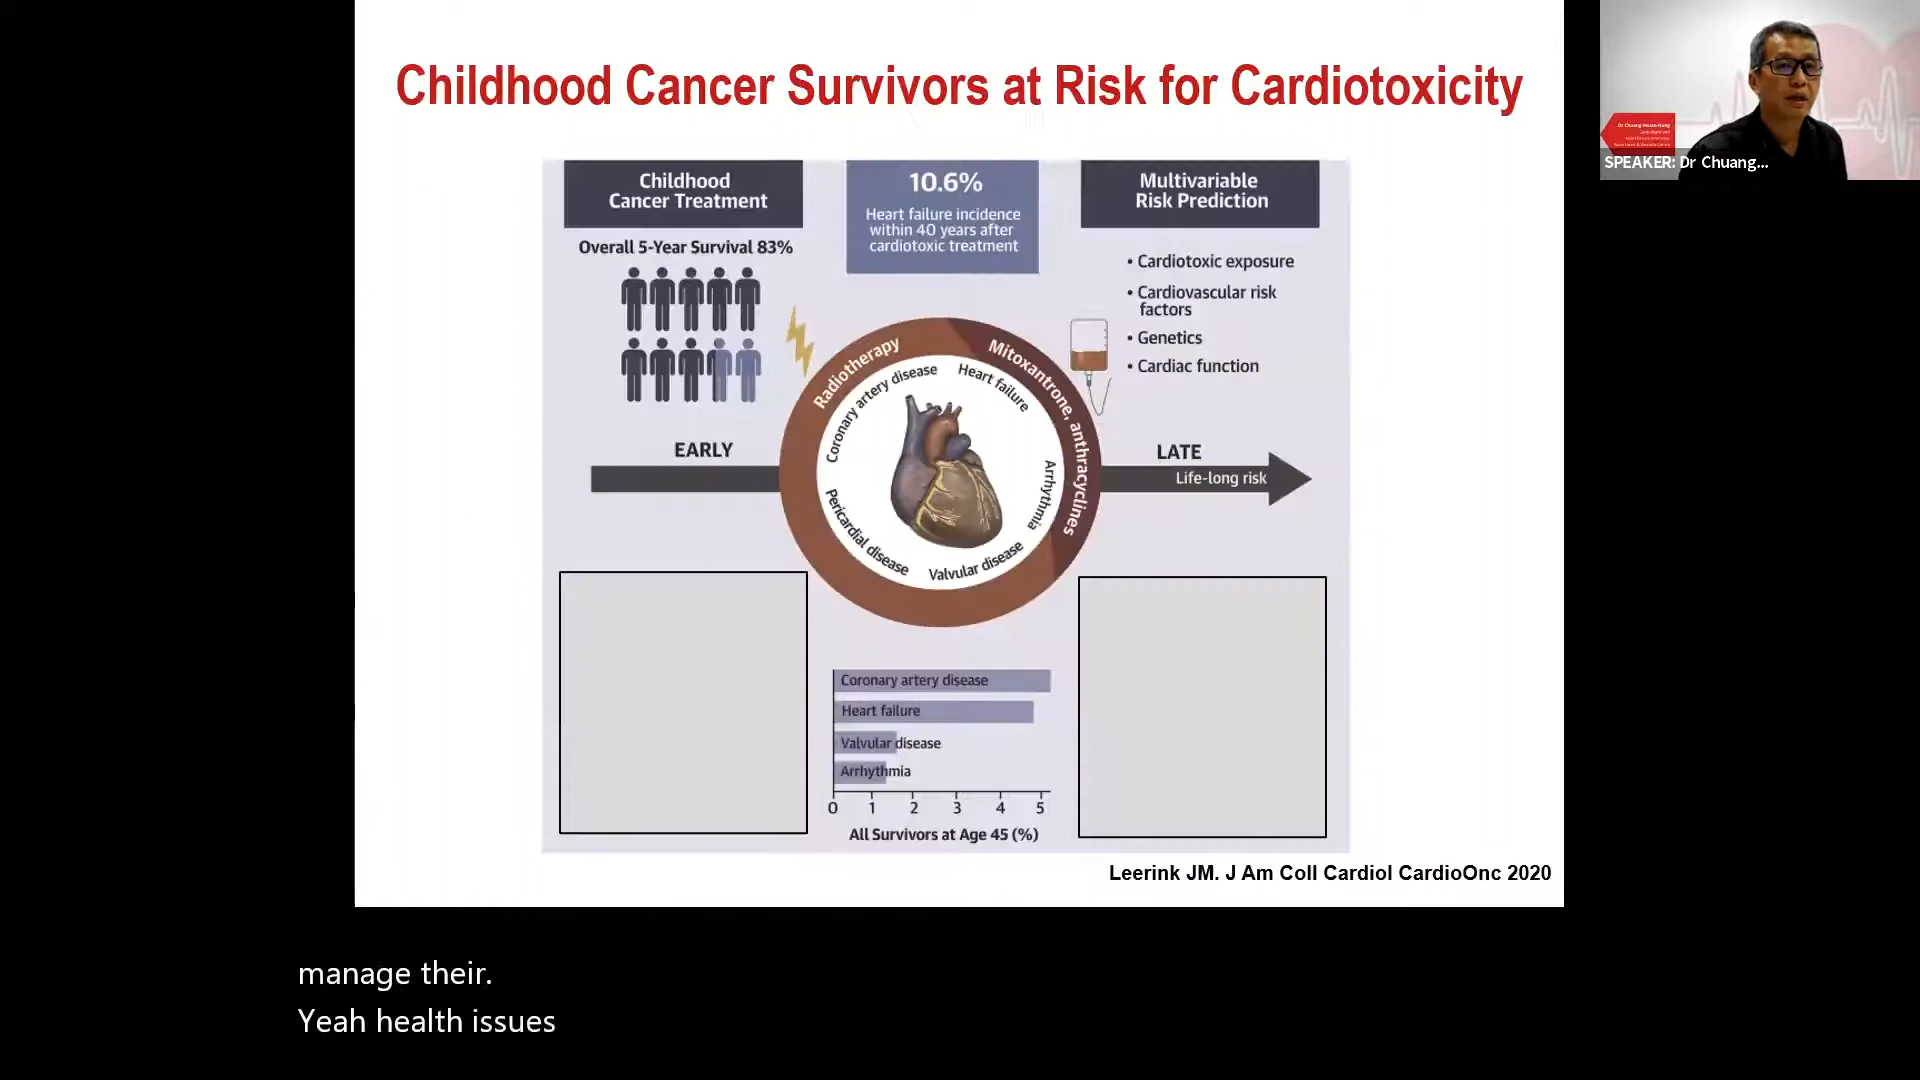 Childhood Cancer Survivors at Risk for Cardiotoxicity
Childhood
Cancer Treatment
Overall 5-Year Survival 83%
10.6%
Heart failure incidence
within 40 years after
cardiotoxic treatment
Multivariable
Risk Prediction
• Cardiotoxic exposure
• Cardiovascular risk
factors
• Genetics
• Cardiac function
Radiotherapy
Mitoxantrone, anthracyclines
Coronary artery disease
Heart failure
Arrhythmia
Valvular disease
Pericardial disease
EARLY
LATE
Life-long risk
Coronary artery disease
Heart failure
Valvular disease
Arrhythmia
0 1 2 3 4 5
All Survivors at Age 45 (%)
Leerink JM. J Am Coll Cardiol CardioOnc 2020
SPEAKER: Dr Chuang...
manage their.
Yeah health issues